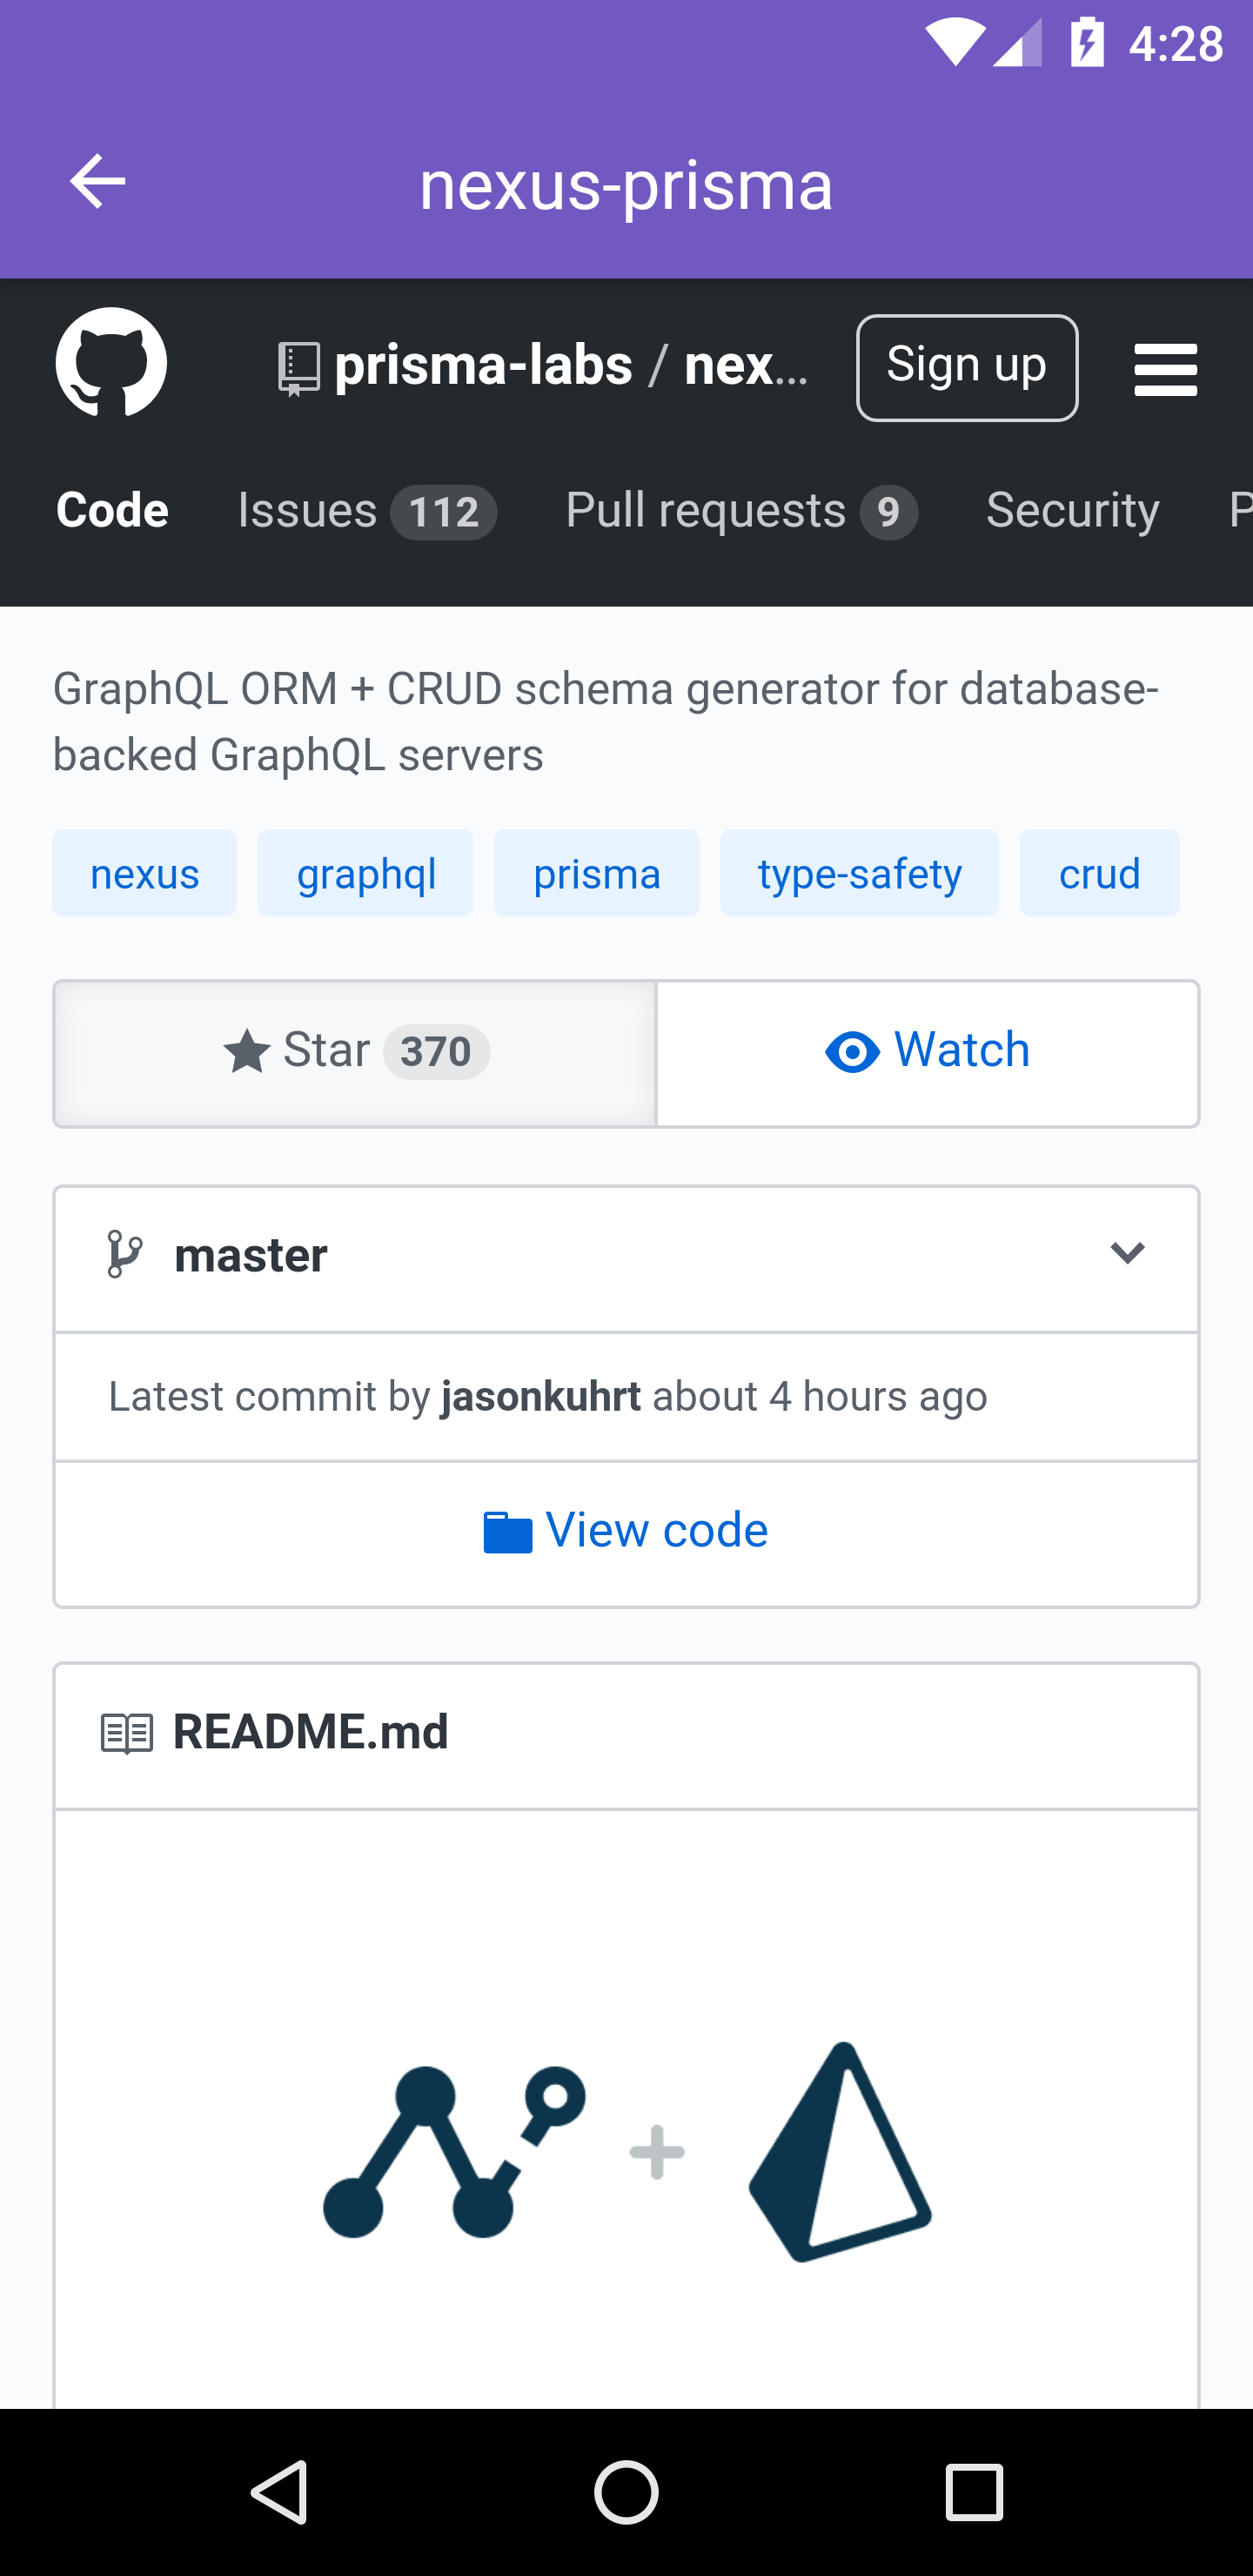 4:28
nexus-prisma
prisma-labs / nex... Sign up
Code Issues 112 Pull requests 9 Security P
GraphQL ORM + CRUD schema generator for database-
backed GraphQL servers
nexus graphql prisma type-safety crud
Star 370 Watch
master
Latest commit by jasonkuhrt about 4 hours ago
View code
README.md